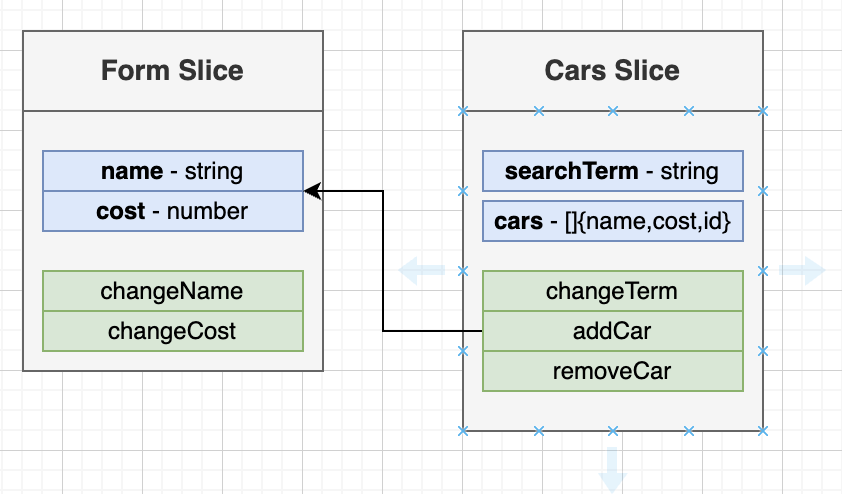 Form Slice
name - string
cost - number
changeName
changeCost
Cars Slice
searchTerm - string
cars - []{name,cost,id}
changeTerm
addCar
removeCar